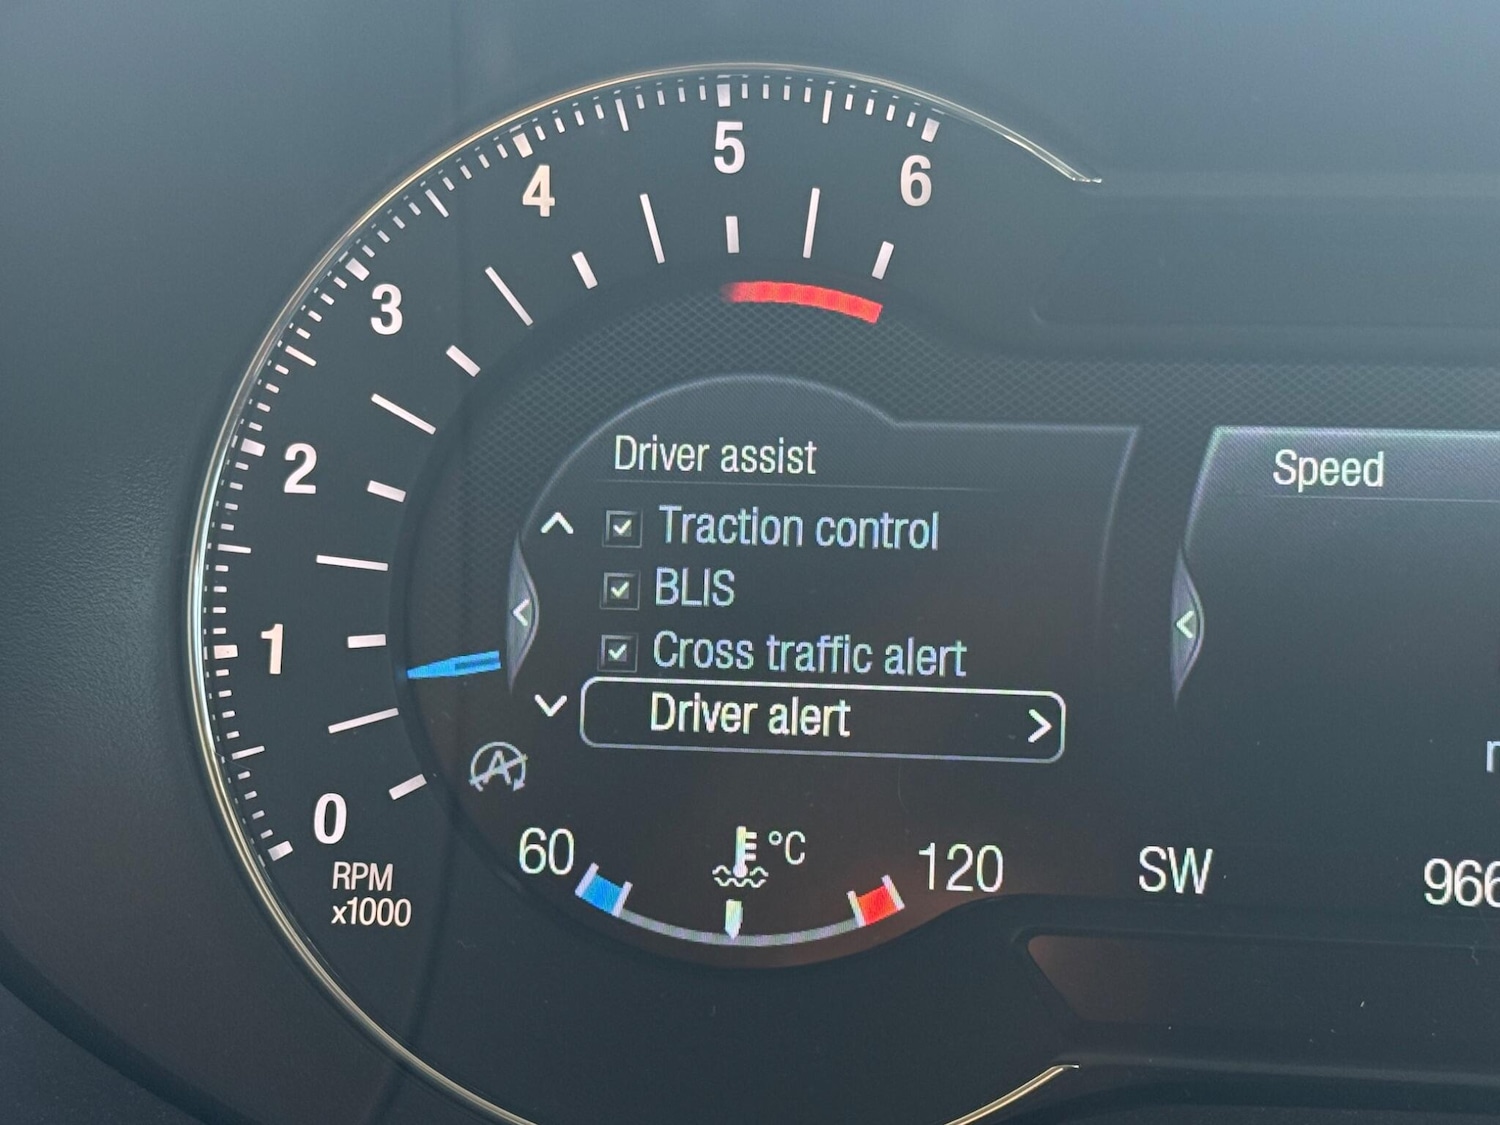 5
4
6
3
2
1
0
RPM
x1000
Driver assist
Traction control
BLIS
Cross traffic alert
Driver alert
60
°C
120
Speed
SW